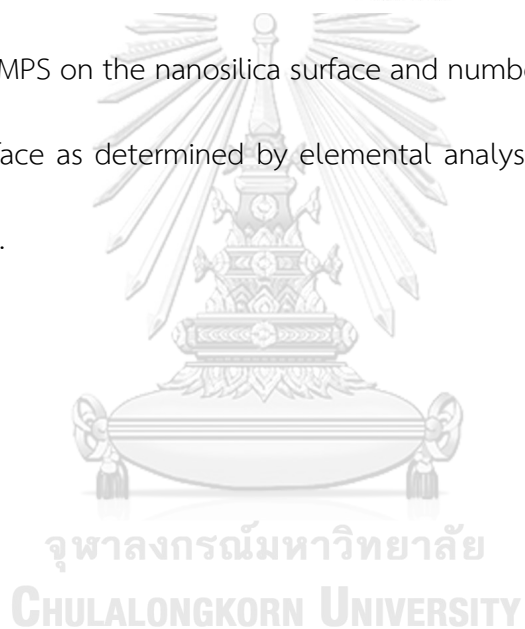 MPS on the nanosilica surface and numbe
face as determined by elemental analys
.
จุฬาลงกรณ์มหาวิทยาลัย
CHULALONGKORN UNIVERSITY